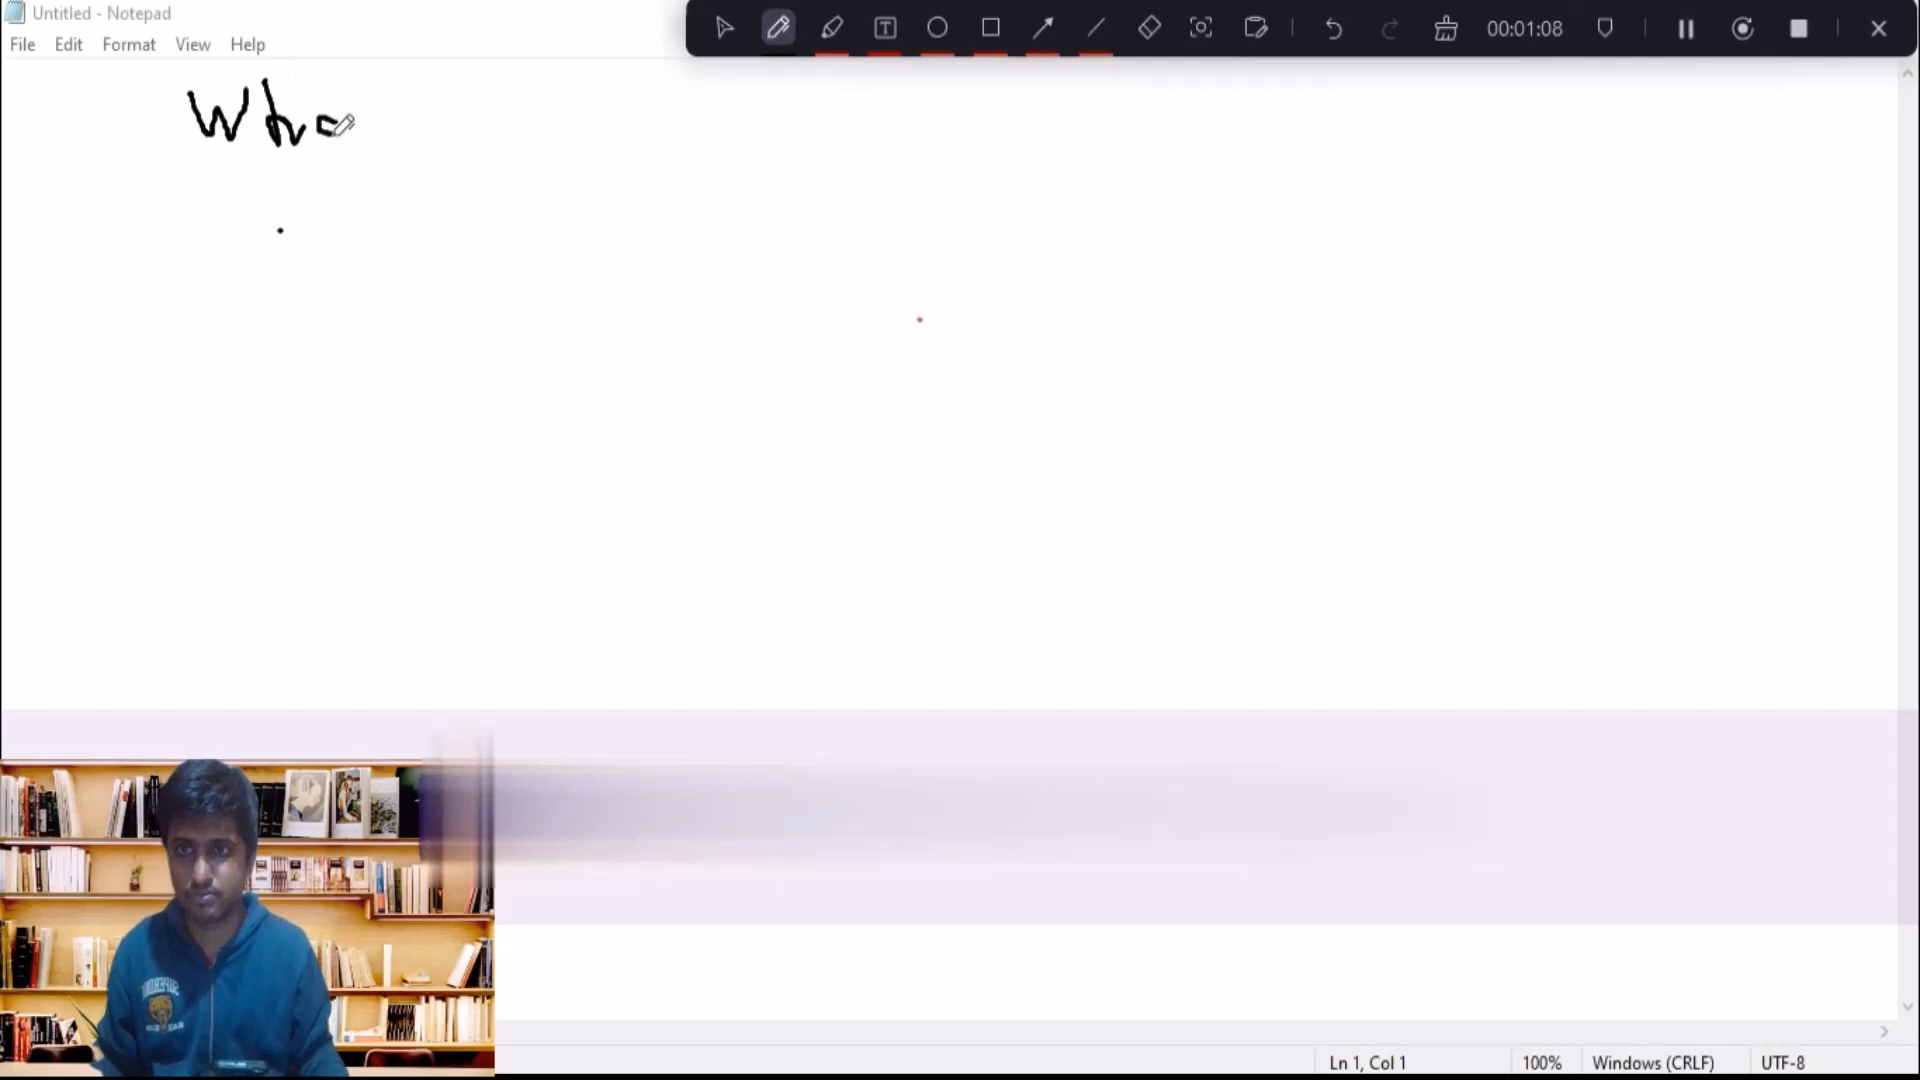 Untitled - Notepad
File Edit Format View Help
00:01:08
Wha
Ln 1, Col 1 100% Windows (CRLF) UTF-8